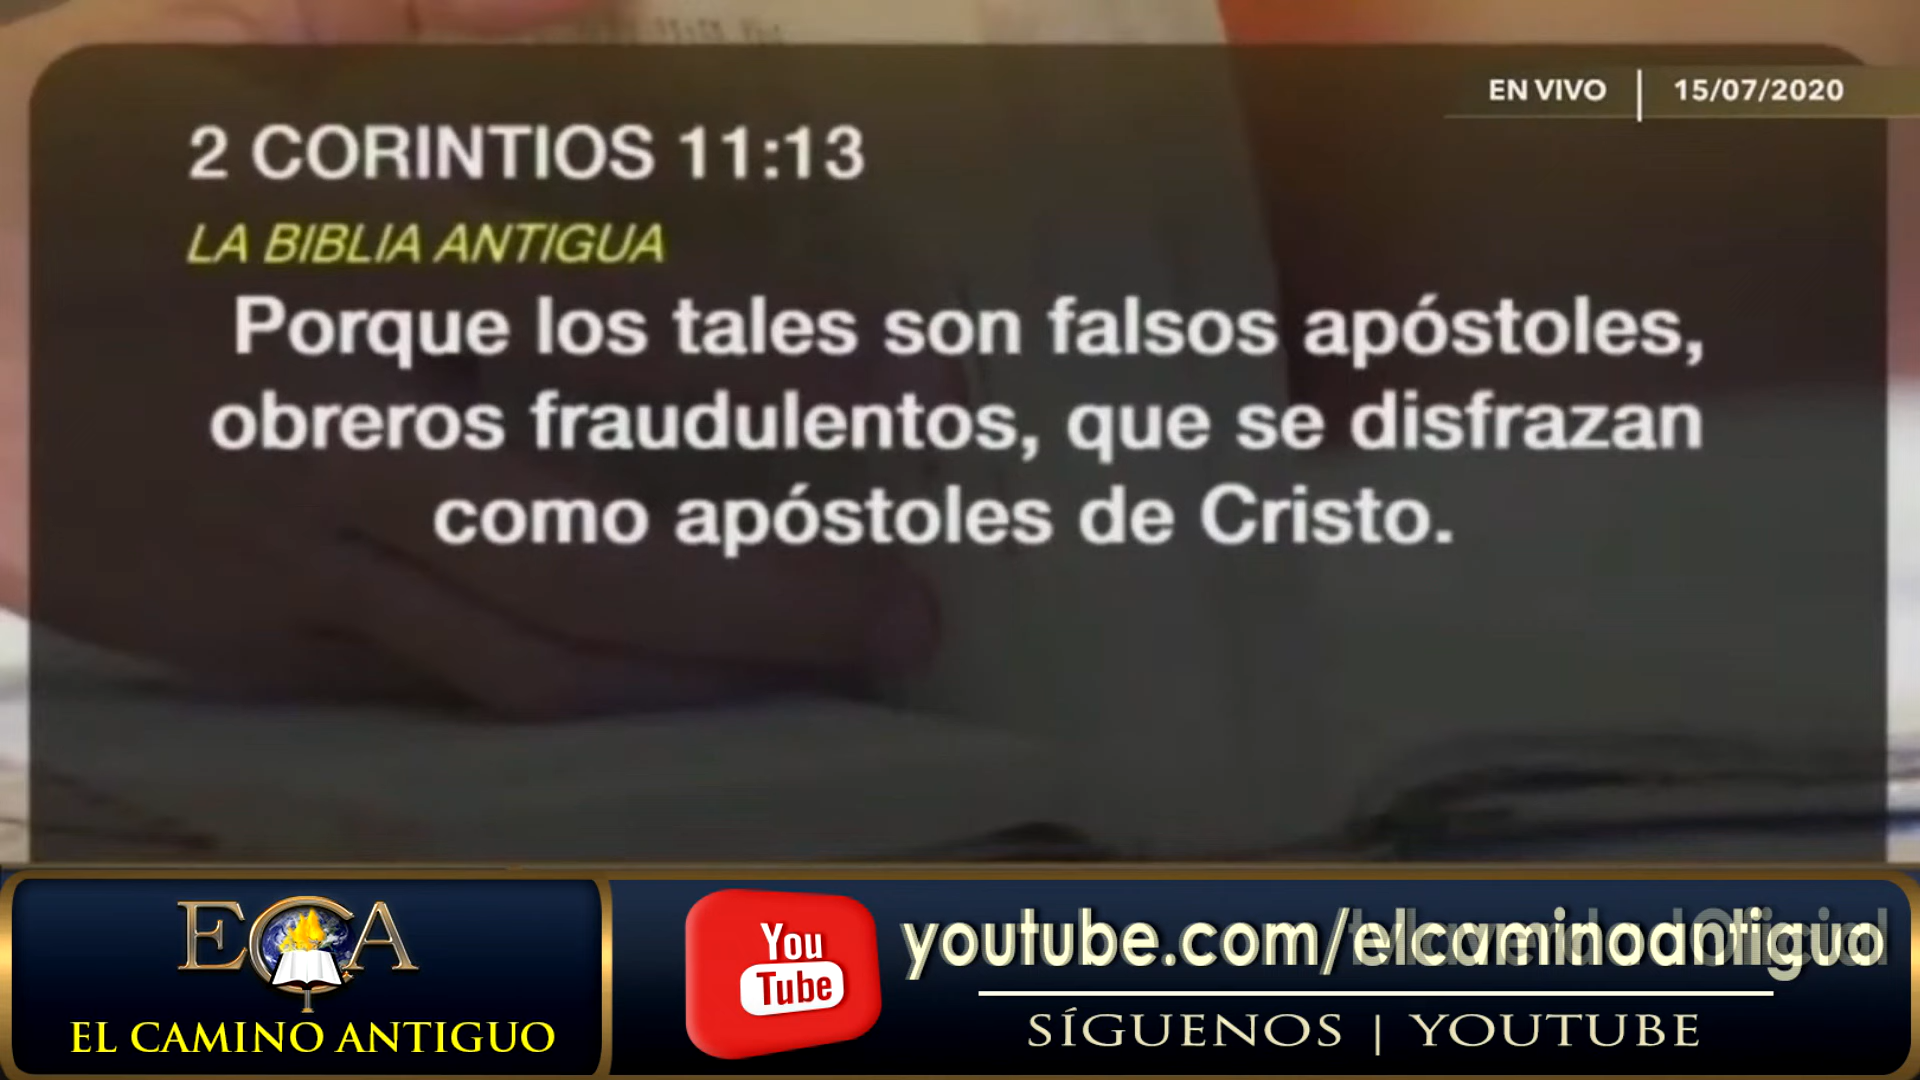 EN VIVO | 15/07/2020
2 CORINTIOS 11:13
LA BIBLIA ANTIGUA
Porque los tales son falsos apóstoles,
obreros fraudulentos, que se disfrazan
como apóstoles de Cristo.
ECA
EL CAMINO ANTIGUO
You
Tube
youtube.com/elcaminoantiguo
SÍGUENOS | YOUTUBE